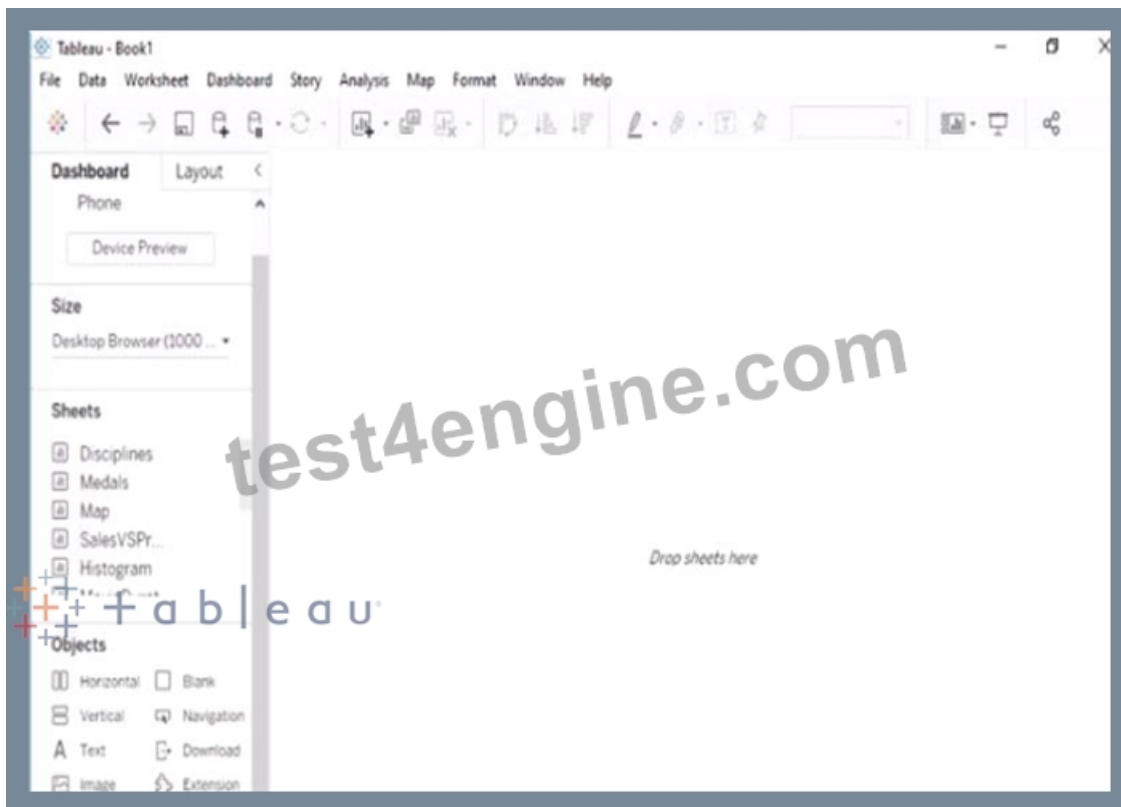 Tableau - Book1
File Data Worksheet Dashboard Story Analysis Map Format Window Help
Dashboard Layout
Phone
Device Preview
Size
Desktop Browser (1000 ...
Sheets
Disciplines
Medals
Map
SalesVSPr...
Histogram
Drop sheets here
test4engine.com
tableau
Objects
Horizontal Blank
Vertical Navigation
A Text Download
Image Extension